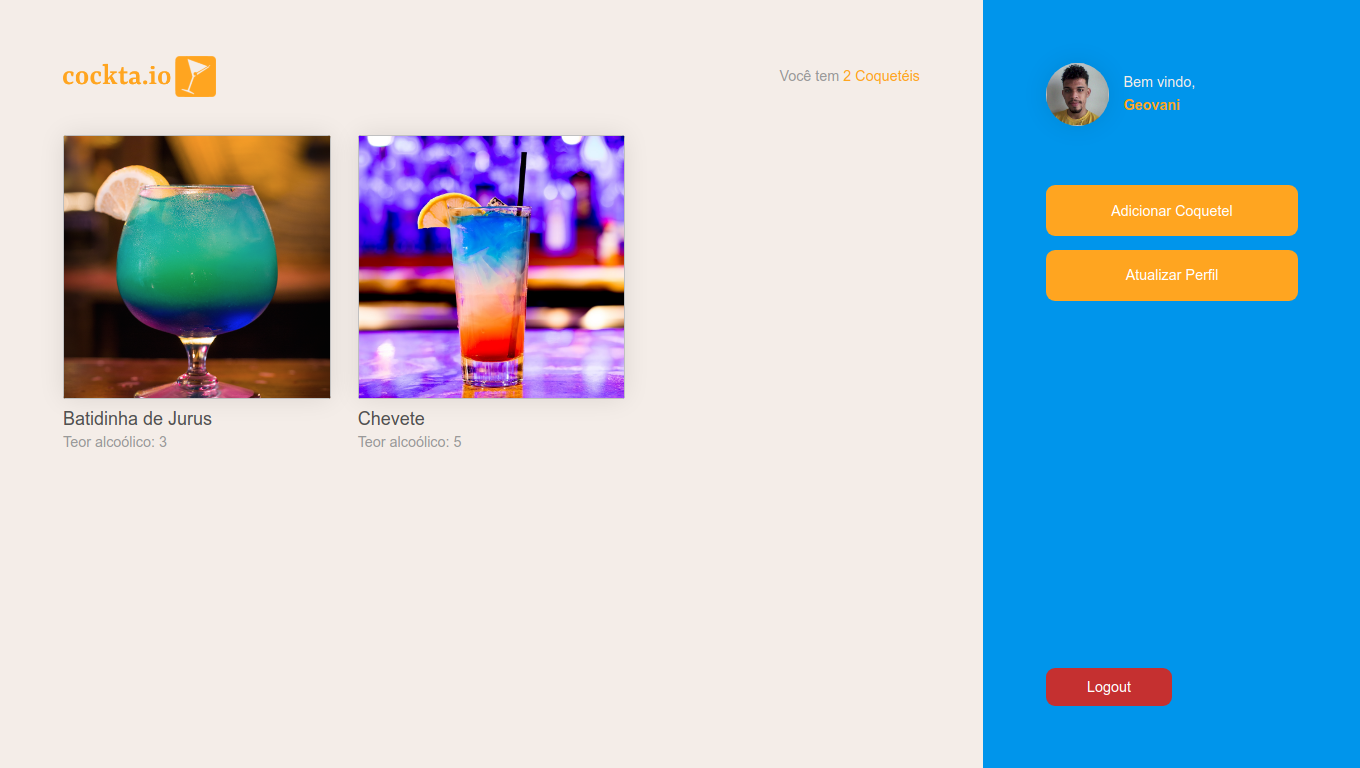 cockta.io
Você tem 2 Coquetéis
Batidinha de Jurus
Teor alcoólico: 3
Chevete
Teor alcoólico: 5
Bem vindo,
Geovani
Adicionar Coquetel
Atualizar Perfil
Logout